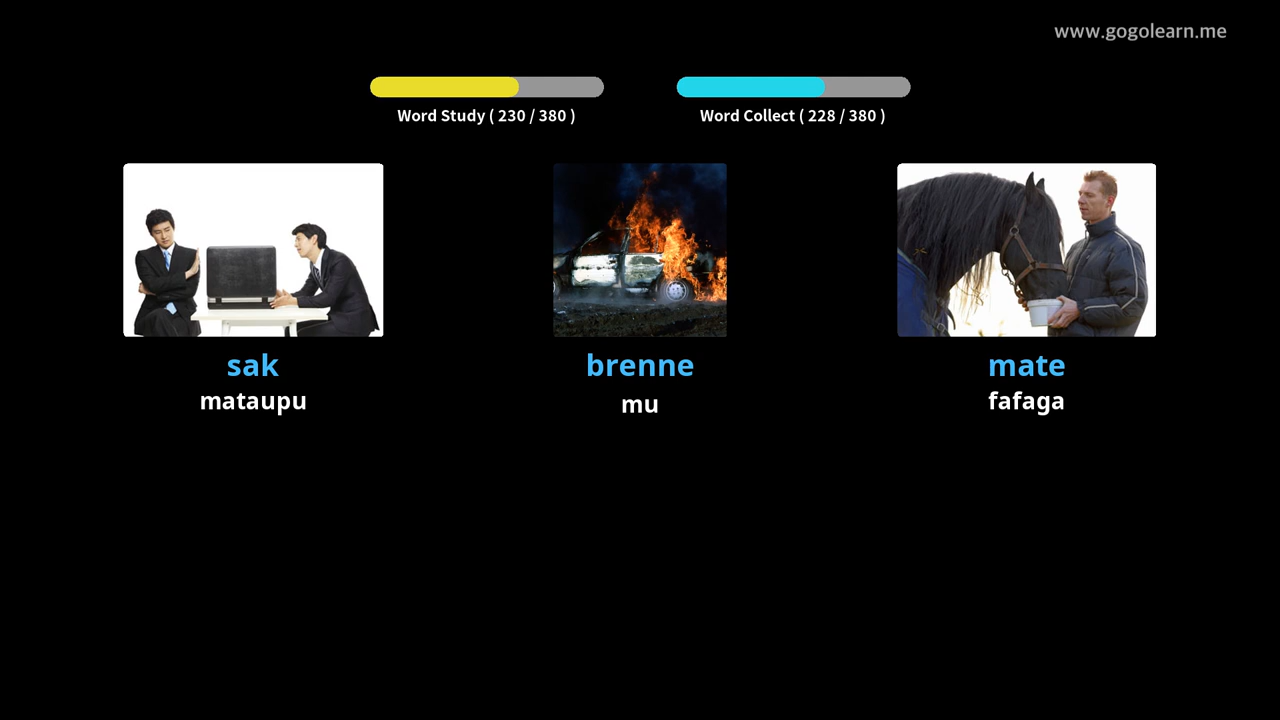 www.gogolearn.me
Word Study ( 230 / 380 )
Word Collect ( 228 / 380 )
sak
mataupu
brenne
mu
mate
fafaga